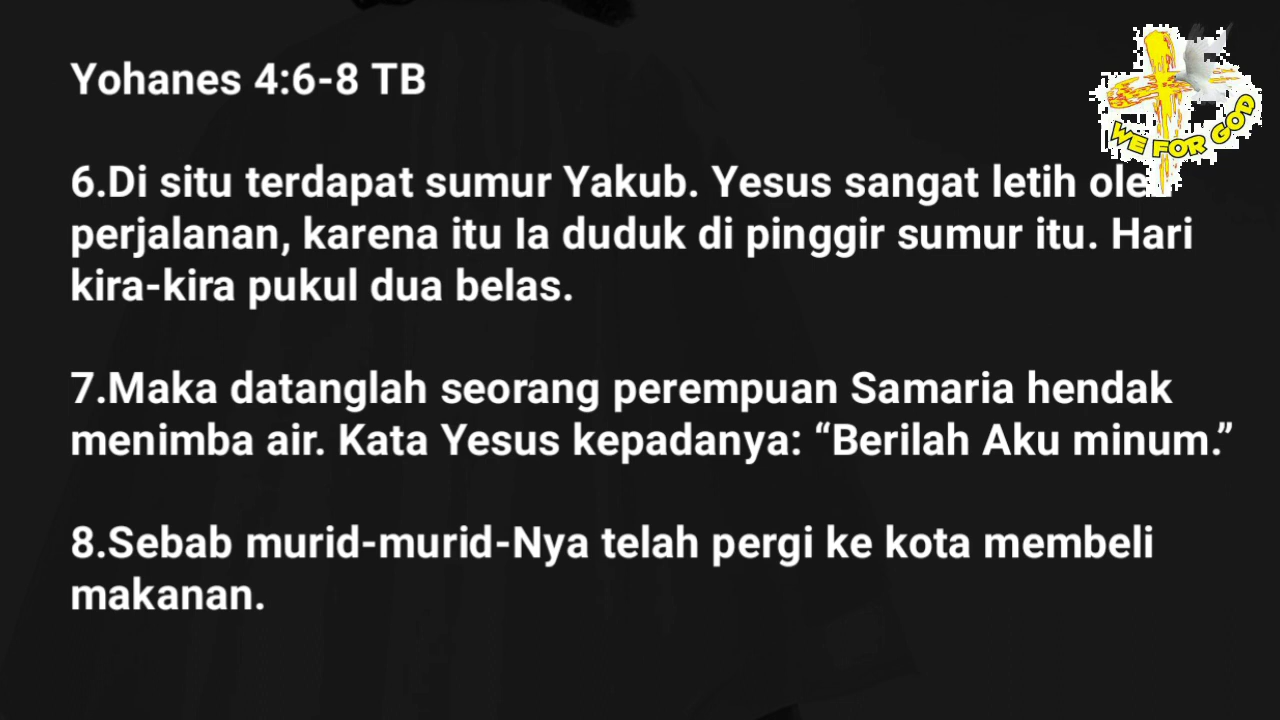 Yohanes 4:6-8 TB
WE FOR GOD
6.Di situ terdapat sumur Yakub. Yesus sangat letih ole
perjalanan, karena itu Ia duduk di pinggir sumur itu. Hari
kira-kira pukul dua belas.
7.Maka datanglah seorang perempuan Samaria hendak
menimba air. Kata Yesus kepadanya: “Berilah Aku minum.”
8.Sebab murid-murid-Nya telah pergi ke kota membeli
makanan.